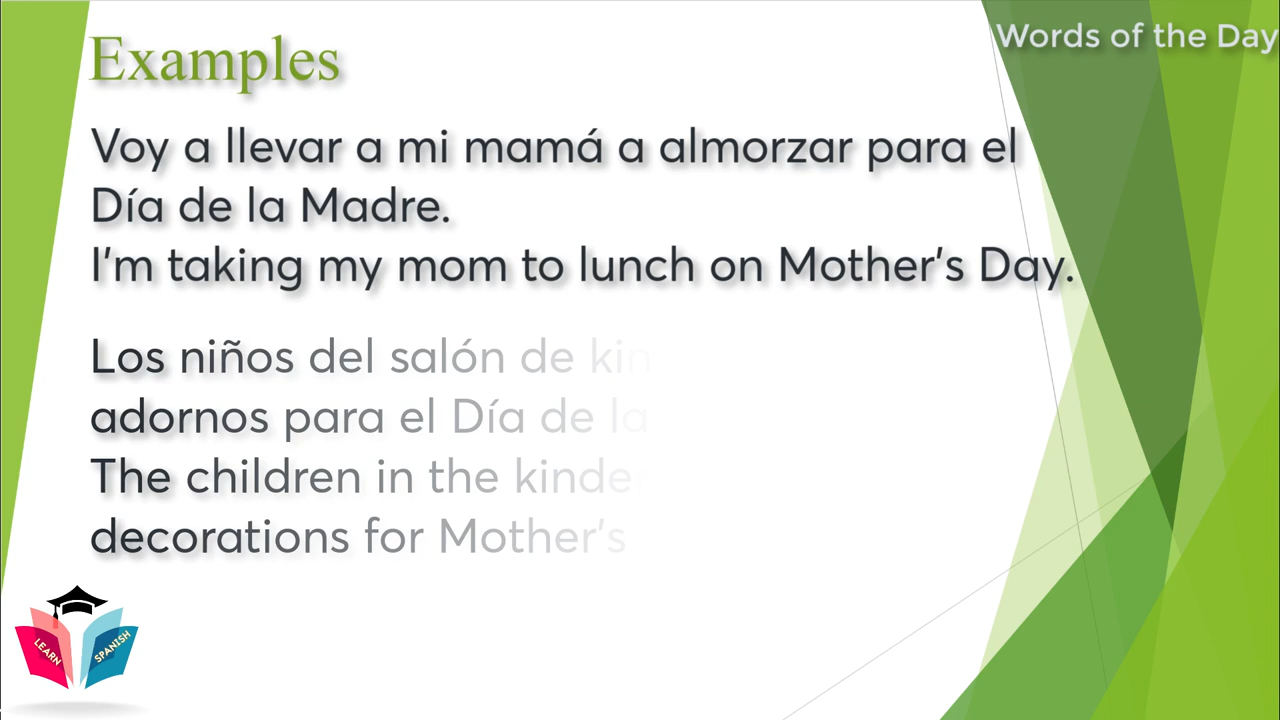 Words of the Day
Examples
Voy a llevar a mi mamá a almorzar para el
Día de la Madre.
I'm taking my mom to lunch on Mother's Day.
Los niños del salón de
adornos para el Día de la
The children in the
decorations for Mother's
LEARN
SPANISH